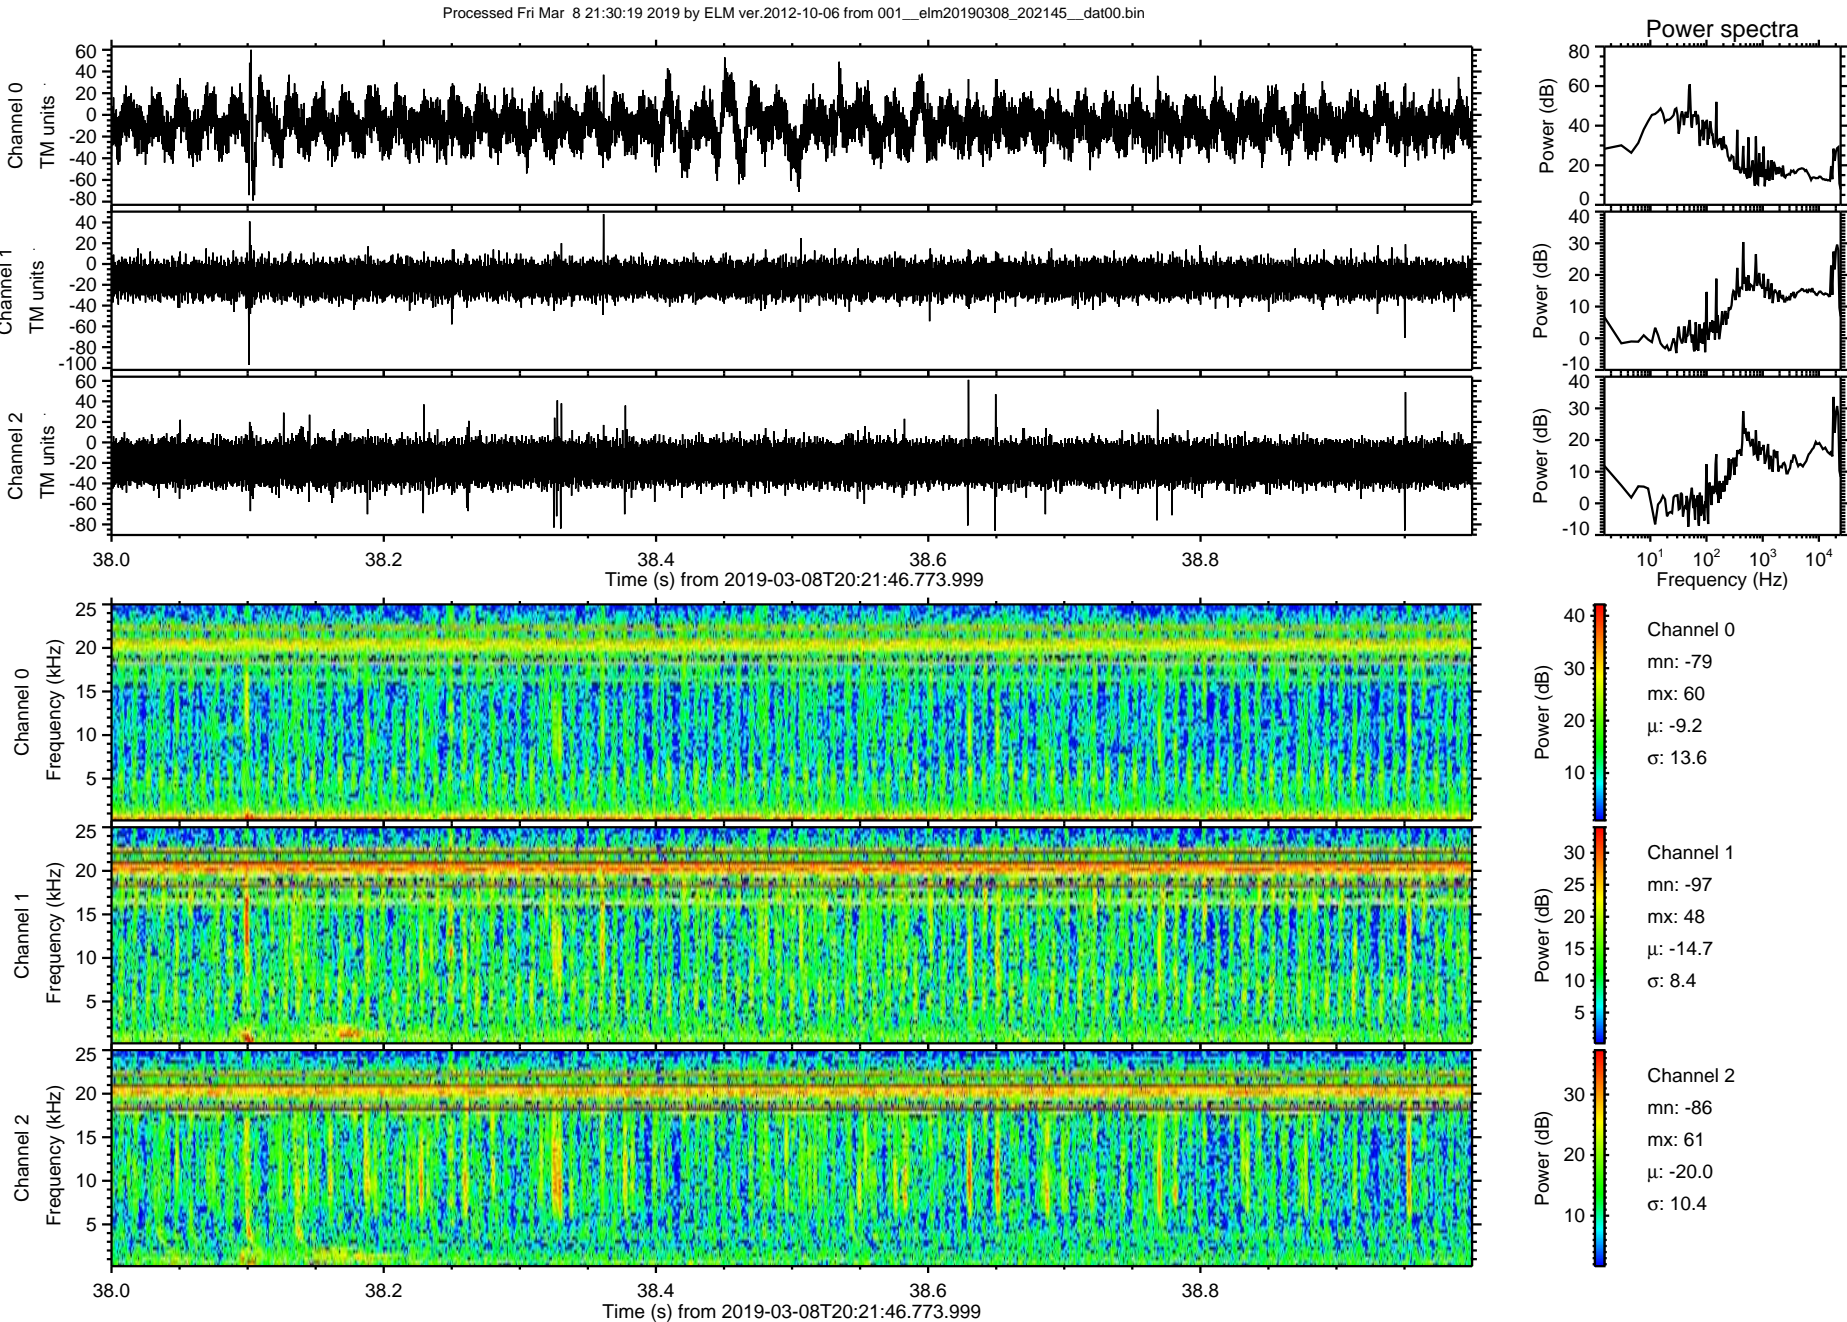 Processed Fri Mar  8 21:30:19 2019 by ELM ver.2012-10-06 from 001__elm20190308_202145__dat00.bin
Power spectra
Channel 0
TM units
60
40
20
0
-20
-40
-60
-80
Power (dB)
80
60
40
20
0
Channel 1
TM units
40
20
0
-20
-40
-60
-80
-100
Power (dB)
40
30
20
10
0
-10
Channel 2
TM units
60
40
20
0
-20
-40
-60
-80
Power (dB)
40
30
20
10
0
-10
38.0 38.2 38.4 38.6 38.8
Time (s) from 2019-03-08T20:21:46.773.999
10^1 10^2 10^3 10^4
Frequency (Hz)
Channel 0
Frequency (kHz)
25
20
15
10
5
Power (dB)
40
30
20
10
Channel 0
mn: -79
mx: 60
μ: -9.2
σ: 13.6
Channel 1
Frequency (kHz)
25
20
15
10
5
Power (dB)
30
25
20
15
10
5
Channel 1
mn: -97
mx: 48
μ: -14.7
σ: 8.4
Channel 2
Frequency (kHz)
25
20
15
10
5
Power (dB)
30
20
10
Channel 2
mn: -86
mx: 61
μ: -20.0
σ: 10.4
38.0 38.2 38.4 38.6 38.8
Time (s) from 2019-03-08T20:21:46.773.999